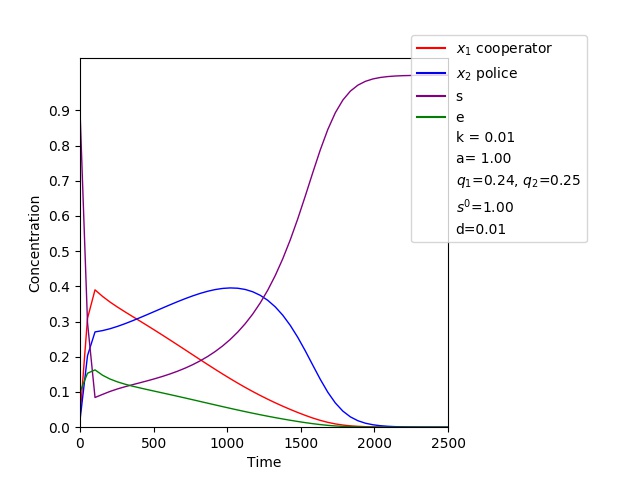 x₁ cooperator
x₂ police
s
e
k = 0.01
a= 1.00
q₁=0.24, q₂=0.25
s⁰=1.00
d=0.01
Concentration
0.9
0.8
0.7
0.6
0.5
0.4
0.3
0.2
0.1
0.0
0 500 1000 1500 2000 2500
Time